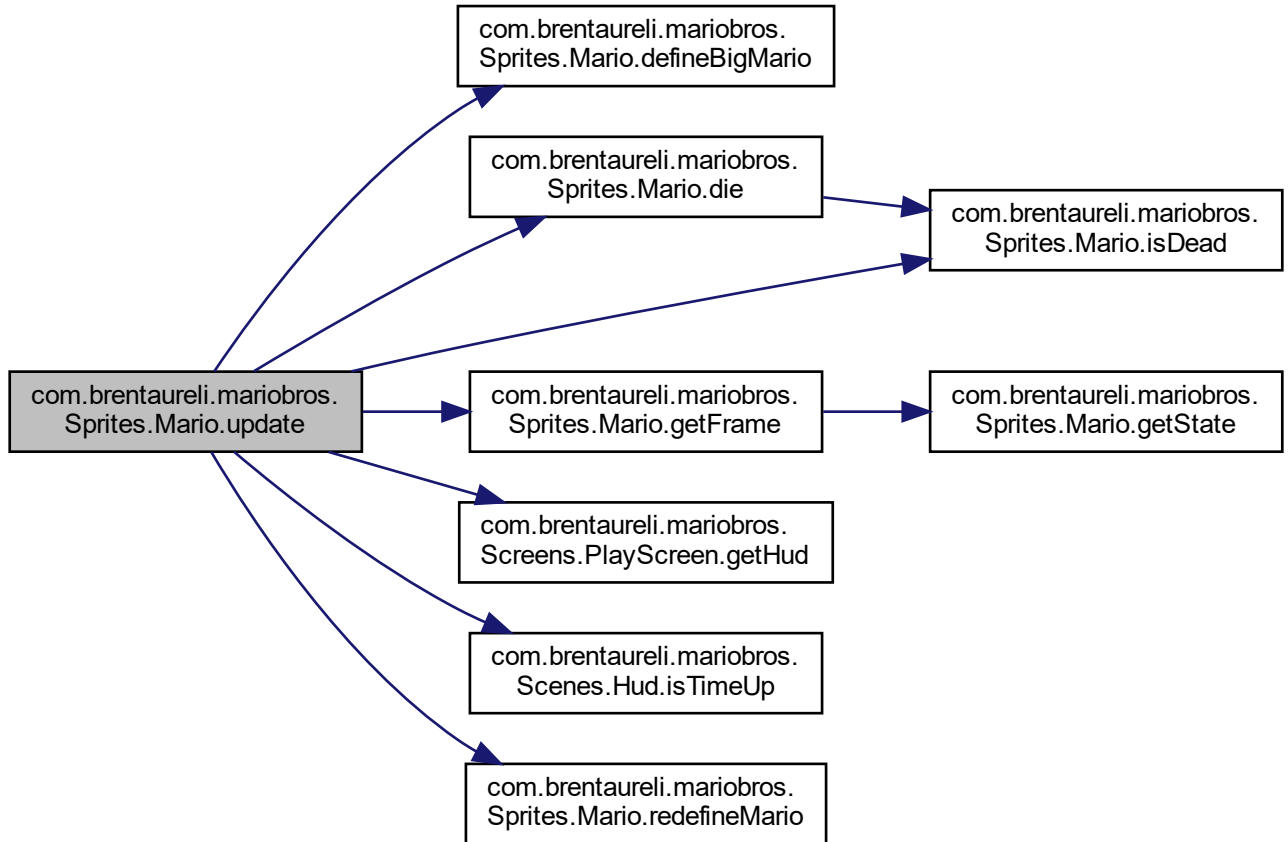 com.brentaureli.mariobros.
Sprites.Mario.defineBigMario
com.brentaureli.mariobros.
Sprites.Mario.die
com.brentaureli.mariobros.
Sprites.Mario.isDead
com.brentaureli.mariobros.
Sprites.Mario.update
com.brentaureli.mariobros.
Sprites.Mario.getFrame
com.brentaureli.mariobros.
Sprites.Mario.getState
com.brentaureli.mariobros.
Screens.PlayScreen.getHud
com.brentaureli.mariobros.
Scenes.Hud.isTimeUp
com.brentaureli.mariobros.
Sprites.Mario.redefineMario